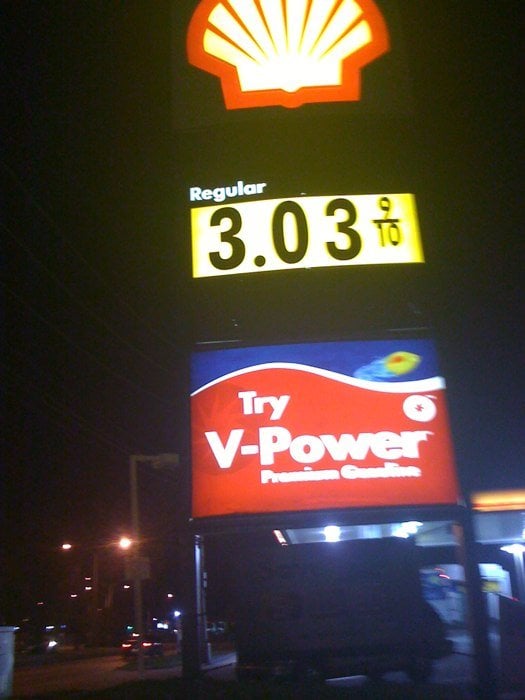 Regular
3.03 9/10
Try
V-Power
Premium Gasoline